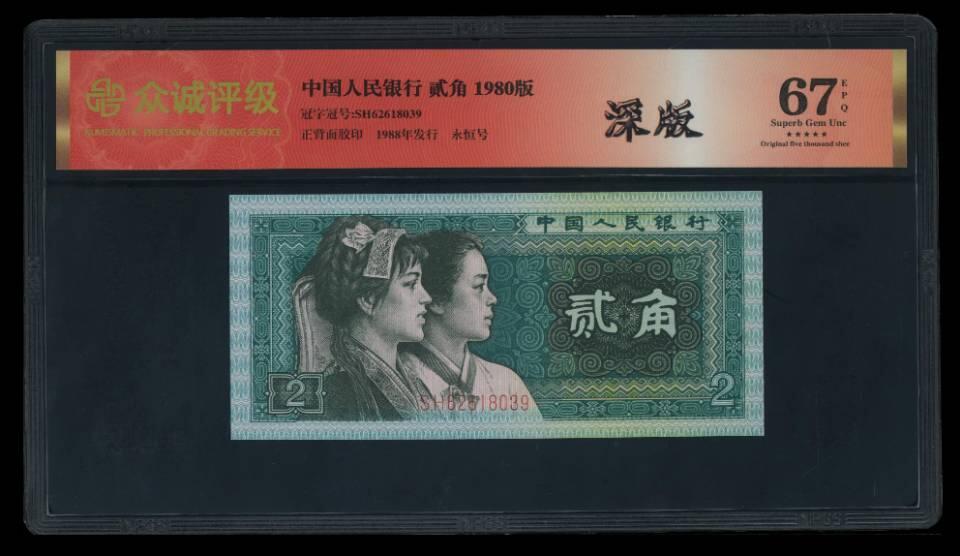 众诚评级
NUMISMATIC PROFESSIONAL GRADING SERVICE
中国人民银行 贰角 1980版
冠字冠号:SH62618039
正背面胶印 1988年发行 永恒号
深版
67 EPQ
Superb Gem Unc
★★★★★
Original five thousand shee
中国人民银行
贰角
2
SH62618039
2